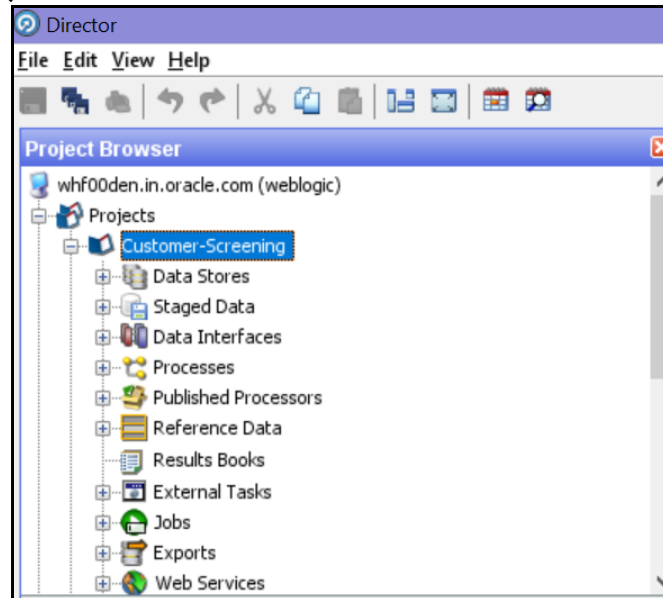 Director
File Edit View Help
Project Browser
whf00den.in.oracle.com (weblogic)
Projects
Customer-Screening
Data Stores
Staged Data
Data Interfaces
Processes
Published Processors
Reference Data
Results Books
External Tasks
Jobs
Exports
Web Services